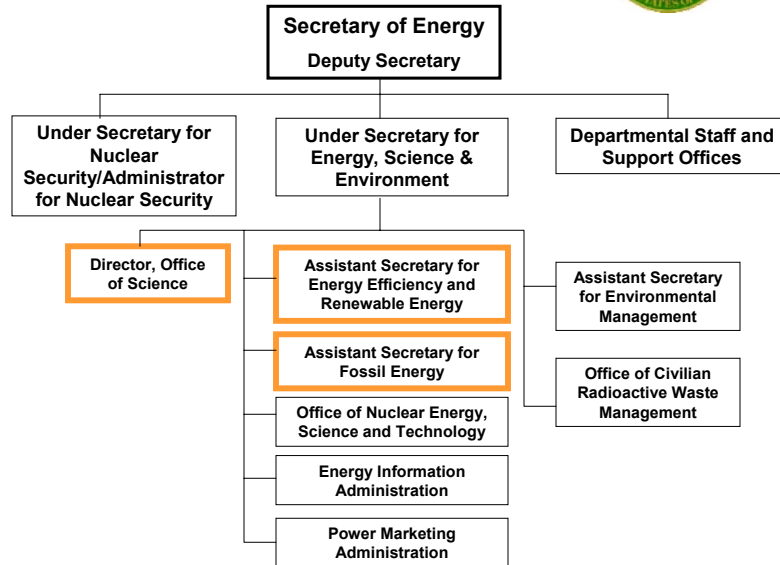 Secretary of Energy
Deputy Secretary
Under Secretary for
Nuclear
Security/Administrator
for Nuclear Security
Under Secretary for
Energy, Science &
Environment
Departmental Staff and
Support Offices
Director, Office
of Science
Assistant Secretary for
Energy Efficiency and
Renewable Energy
Assistant Secretary for
Fossil Energy
Office of Nuclear Energy,
Science and Technology
Energy Information
Administration
Power Marketing
Administration
Assistant Secretary
for Environmental
Management
Office of Civilian
Radioactive Waste
Management